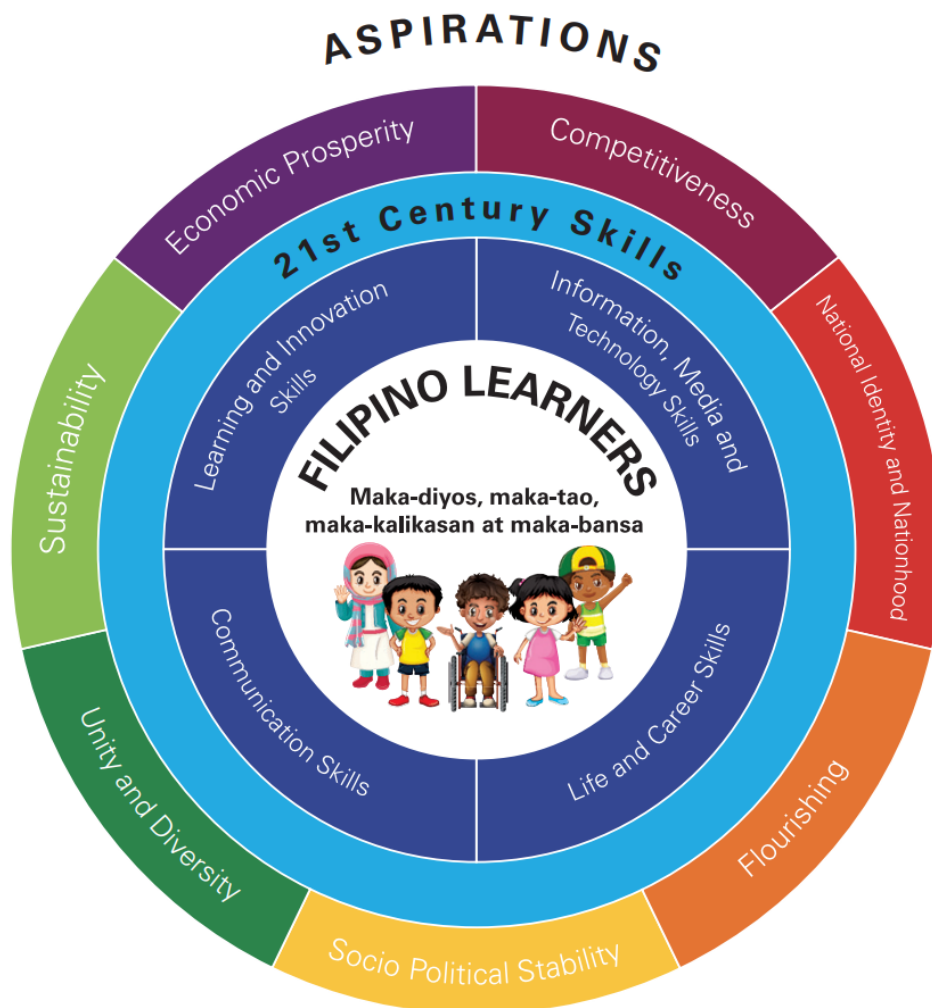 ASPIRATIONS
Economic Prosperity
Competitiveness
National Identity and Nationhood
Flourishing
Socio Political Stability
Unity and Diversity
Sustainability
21st Century Skills
Learning and Innovation
Skills
Information, Media and
Technology Skills
Life and Career Skills
Communication Skills
FILIPINO LEARNERS
Maka-diyos, maka-tao,
maka-kalikasan at maka-bansa